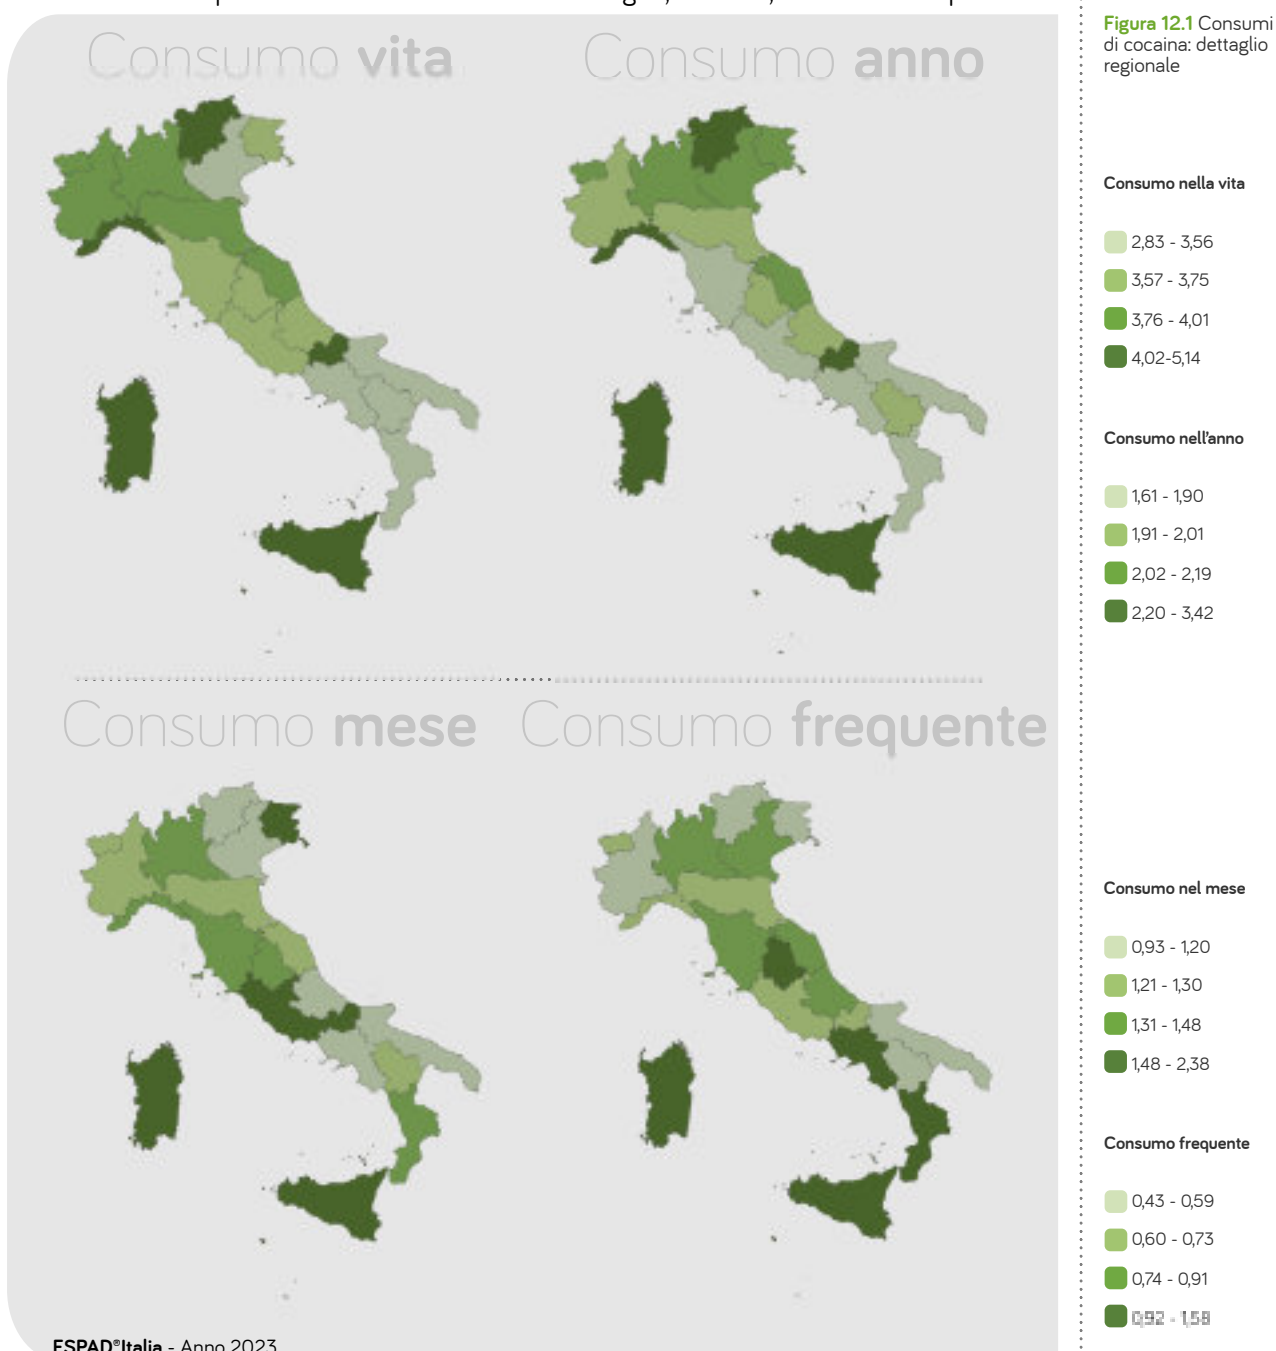 Consumo vita
Consumo anno
Figura 12.1 Consumi
di cocaina: dettaglio
regionale
Consumo nella vita
2,83 - 3,56
3,57 - 3,75
3,76 - 4,01
4,02-5,14
Consumo nell'anno
1,61 - 1,90
1,91 - 2,01
2,02 - 2,19
2,20 - 3,42
Consumo mese
Consumo frequente
Consumo nel mese
0,93 - 1,20
1,21 - 1,30
1,31 - 1,48
1,48 - 2,38
Consumo frequente
0,43 - 0,59
0,60 - 0,73
0,74 - 0,91
0,92 - 1,58
ESPAD®Italia - Anno 2023